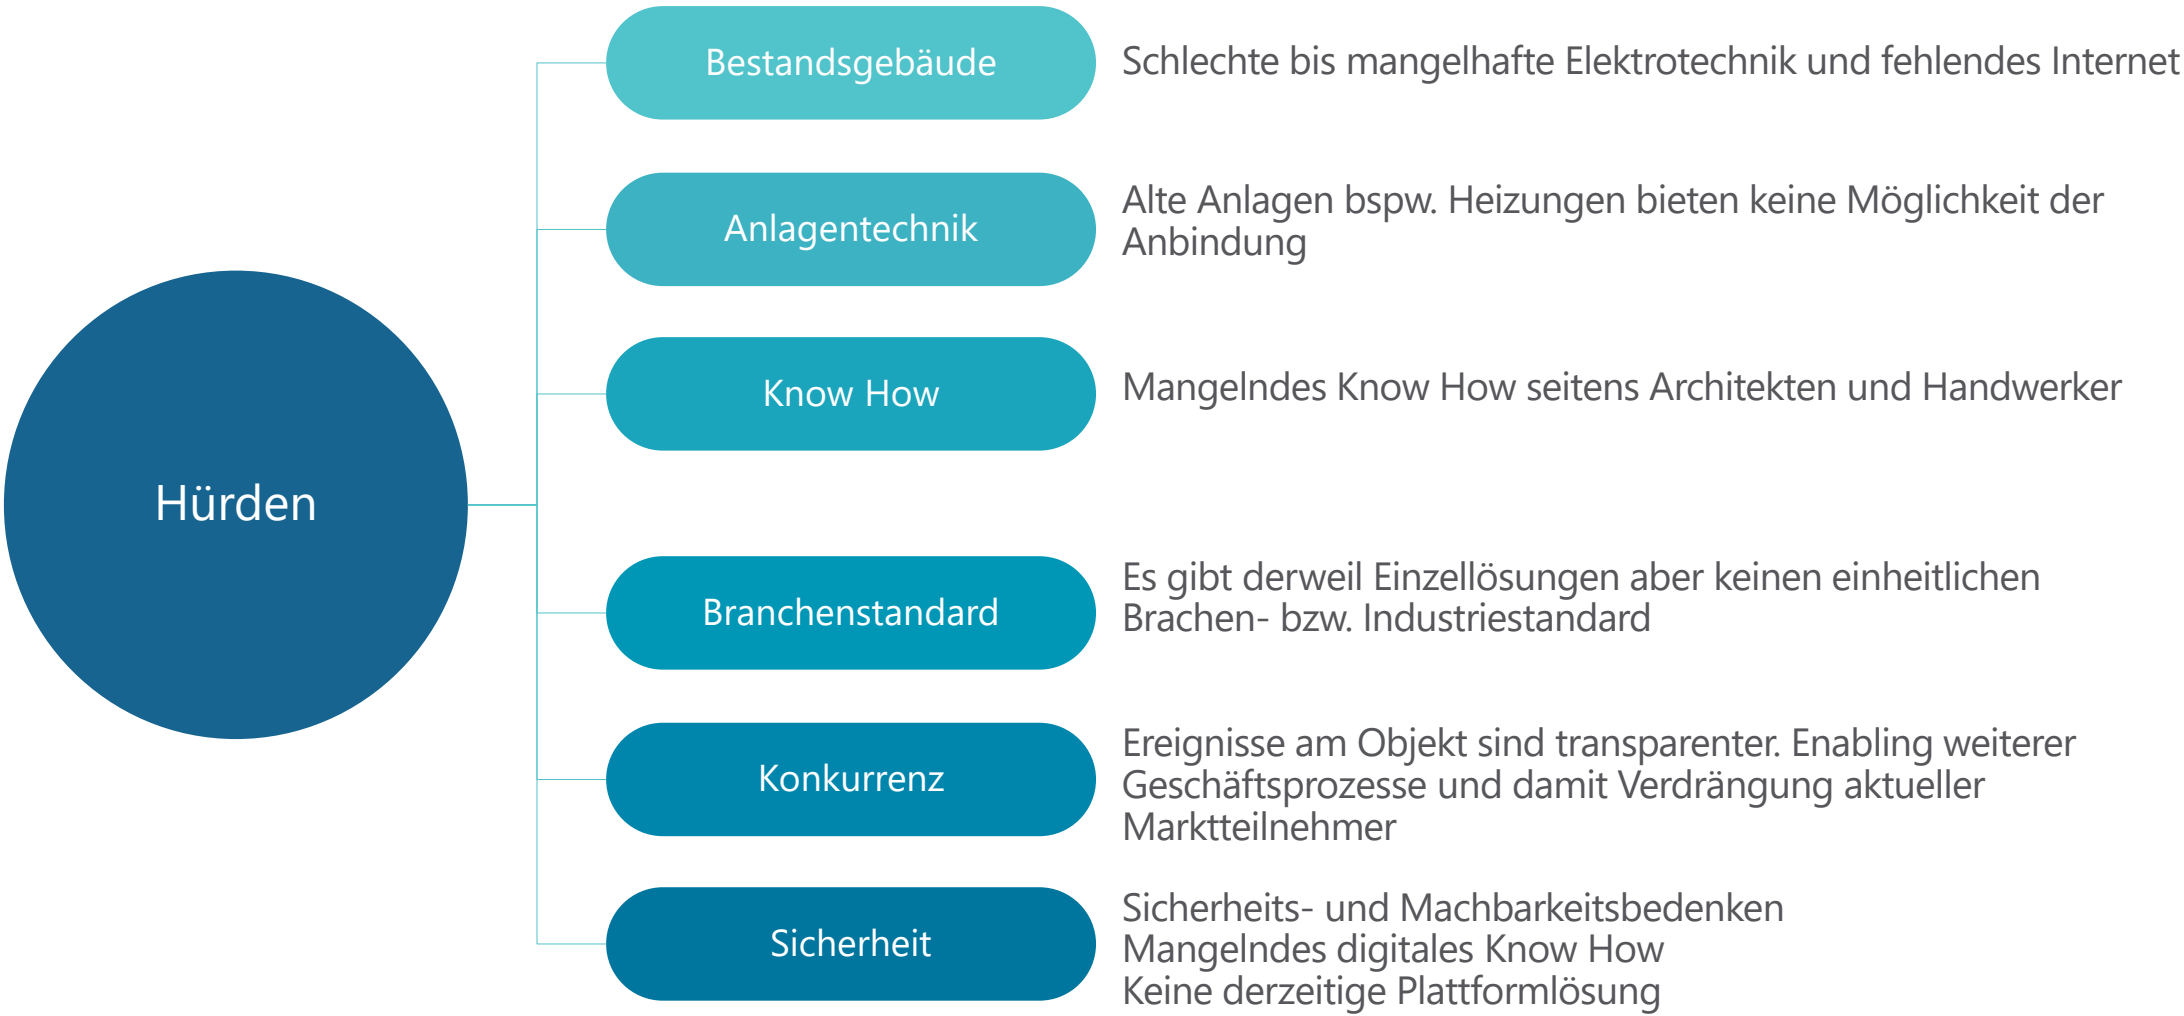 Hürden
Bestandsgebäude
Schlechte bis mangelhafte Elektrotechnik und fehlendes Internet
Anlagentechnik
Alte Anlagen bspw. Heizungen bieten keine Möglichkeit der
Anbindung
Know How
Mangelndes Know How seitens Architekten und Handwerker
Branchenstandard
Es gibt derweil Einzellösungen aber keinen einheitlichen
Brachen- bzw. Industriestandard
Konkurrenz
Ereignisse am Objekt sind transparenter. Enabling weiterer
Geschäftsprozesse und damit Verdrängung aktueller
Marktteilnehmer
Sicherheit
Sicherheits- und Machbarkeitsbedenken
Mangelndes digitales Know How
Keine derzeitige Plattformlösung